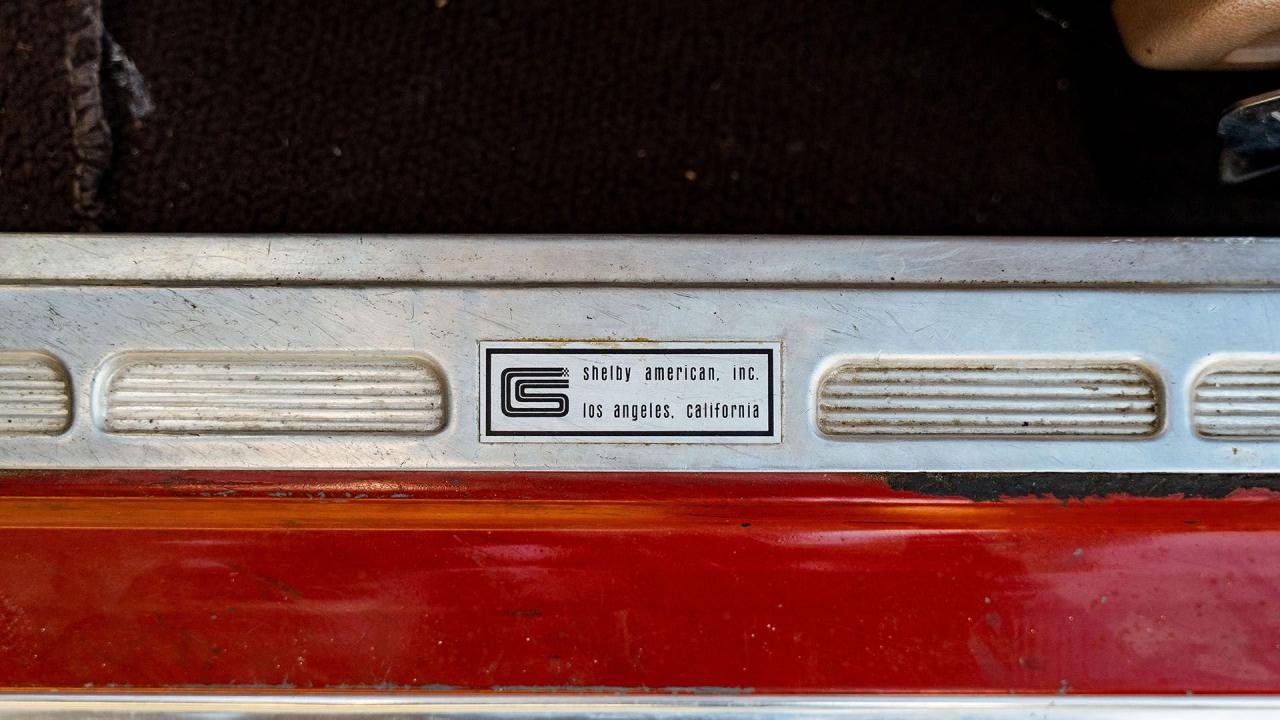 shelby american, inc.
los angeles, california